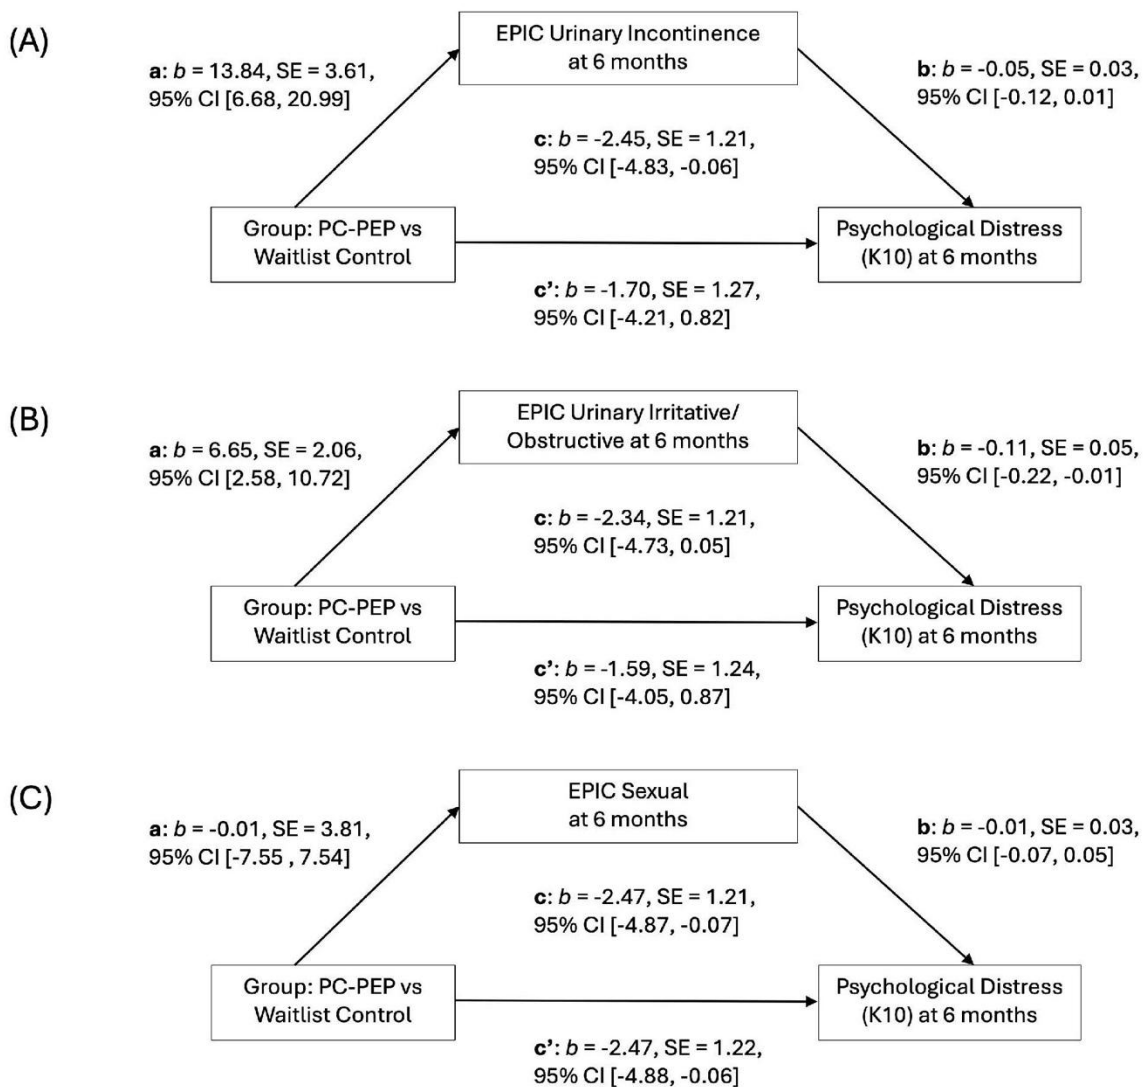 (A)
EPIC Urinary Incontinence
at 6 months
a: b = 13.84, SE = 3.61,
95% CI [6.68, 20.99]
b: b = -0.05, SE = 0.03,
95% CI [-0.12, 0.01]
c: b = -2.45, SE = 1.21,
95% CI [-4.83, -0.06]
Group: PC-PEP vs
Waitlist Control
Psychological Distress
(K10) at 6 months
c’: b = -1.70, SE = 1.27,
95% CI [-4.21, 0.82]
(B)
EPIC Urinary Irritative/
Obstructive at 6 months
a: b = 6.65, SE = 2.06,
95% CI [2.58, 10.72]
b: b = -0.11, SE = 0.05,
95% CI [-0.22, -0.01]
c: b = -2.34, SE = 1.21,
95% CI [-4.73, 0.05]
Group: PC-PEP vs
Waitlist Control
Psychological Distress
(K10) at 6 months
c’: b = -1.59, SE = 1.24,
95% CI [-4.05, 0.87]
(C)
EPIC Sexual
at 6 months
a: b = -0.01, SE = 3.81,
95% CI [-7.55 , 7.54]
b: b = -0.01, SE = 0.03,
95% CI [-0.07, 0.05]
c: b = -2.47, SE = 1.21,
95% CI [-4.87, -0.07]
Group: PC-PEP vs
Waitlist Control
Psychological Distress
(K10) at 6 months
c’: b = -2.47, SE = 1.22,
95% CI [-4.88, -0.06]